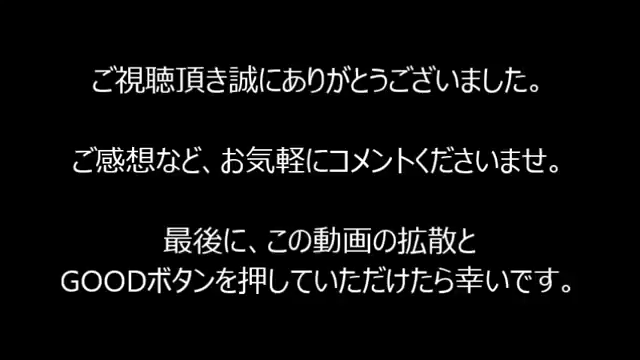 ご視聴頂き誠にありがとうございました。
ご感想など、お気軽にコメントくださいませ。
最後に、この動画の拡散と
GOODボタンを押していただけたら幸いです。